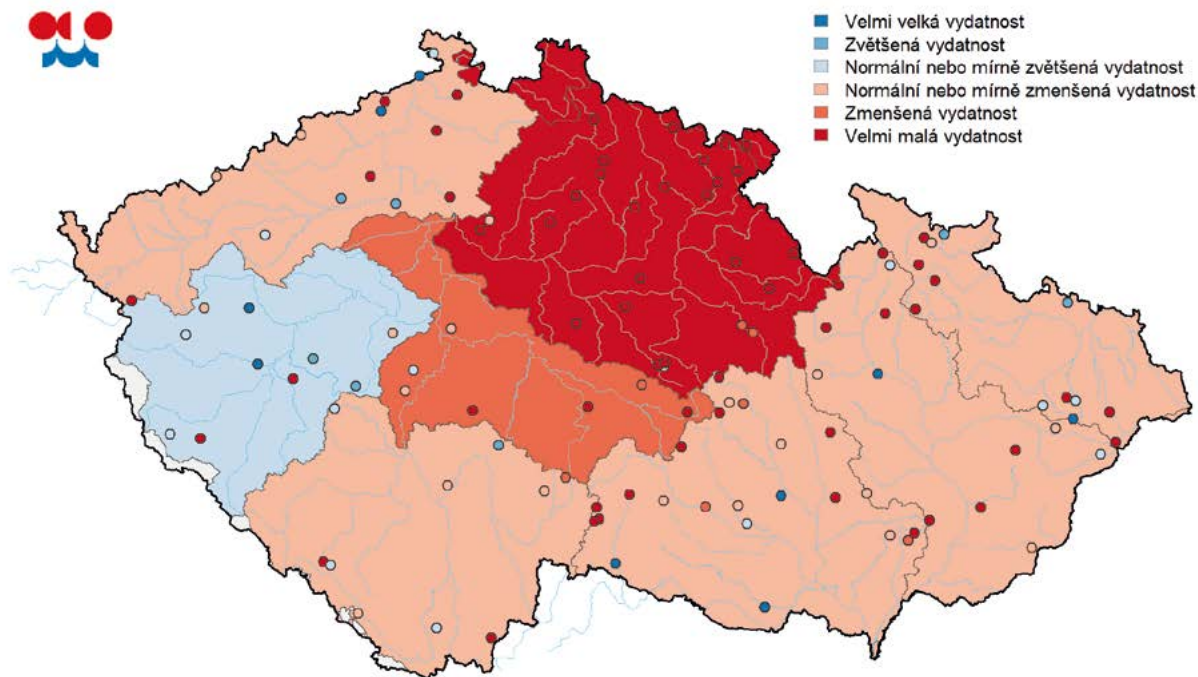 Velmi velká vydatnost
Zvětšená vydatnost
Normální nebo mírně zvětšená vydatnost
Normální nebo mírně zmenšená vydatnost
Zmenšená vydatnost
Velmi malá vydatnost